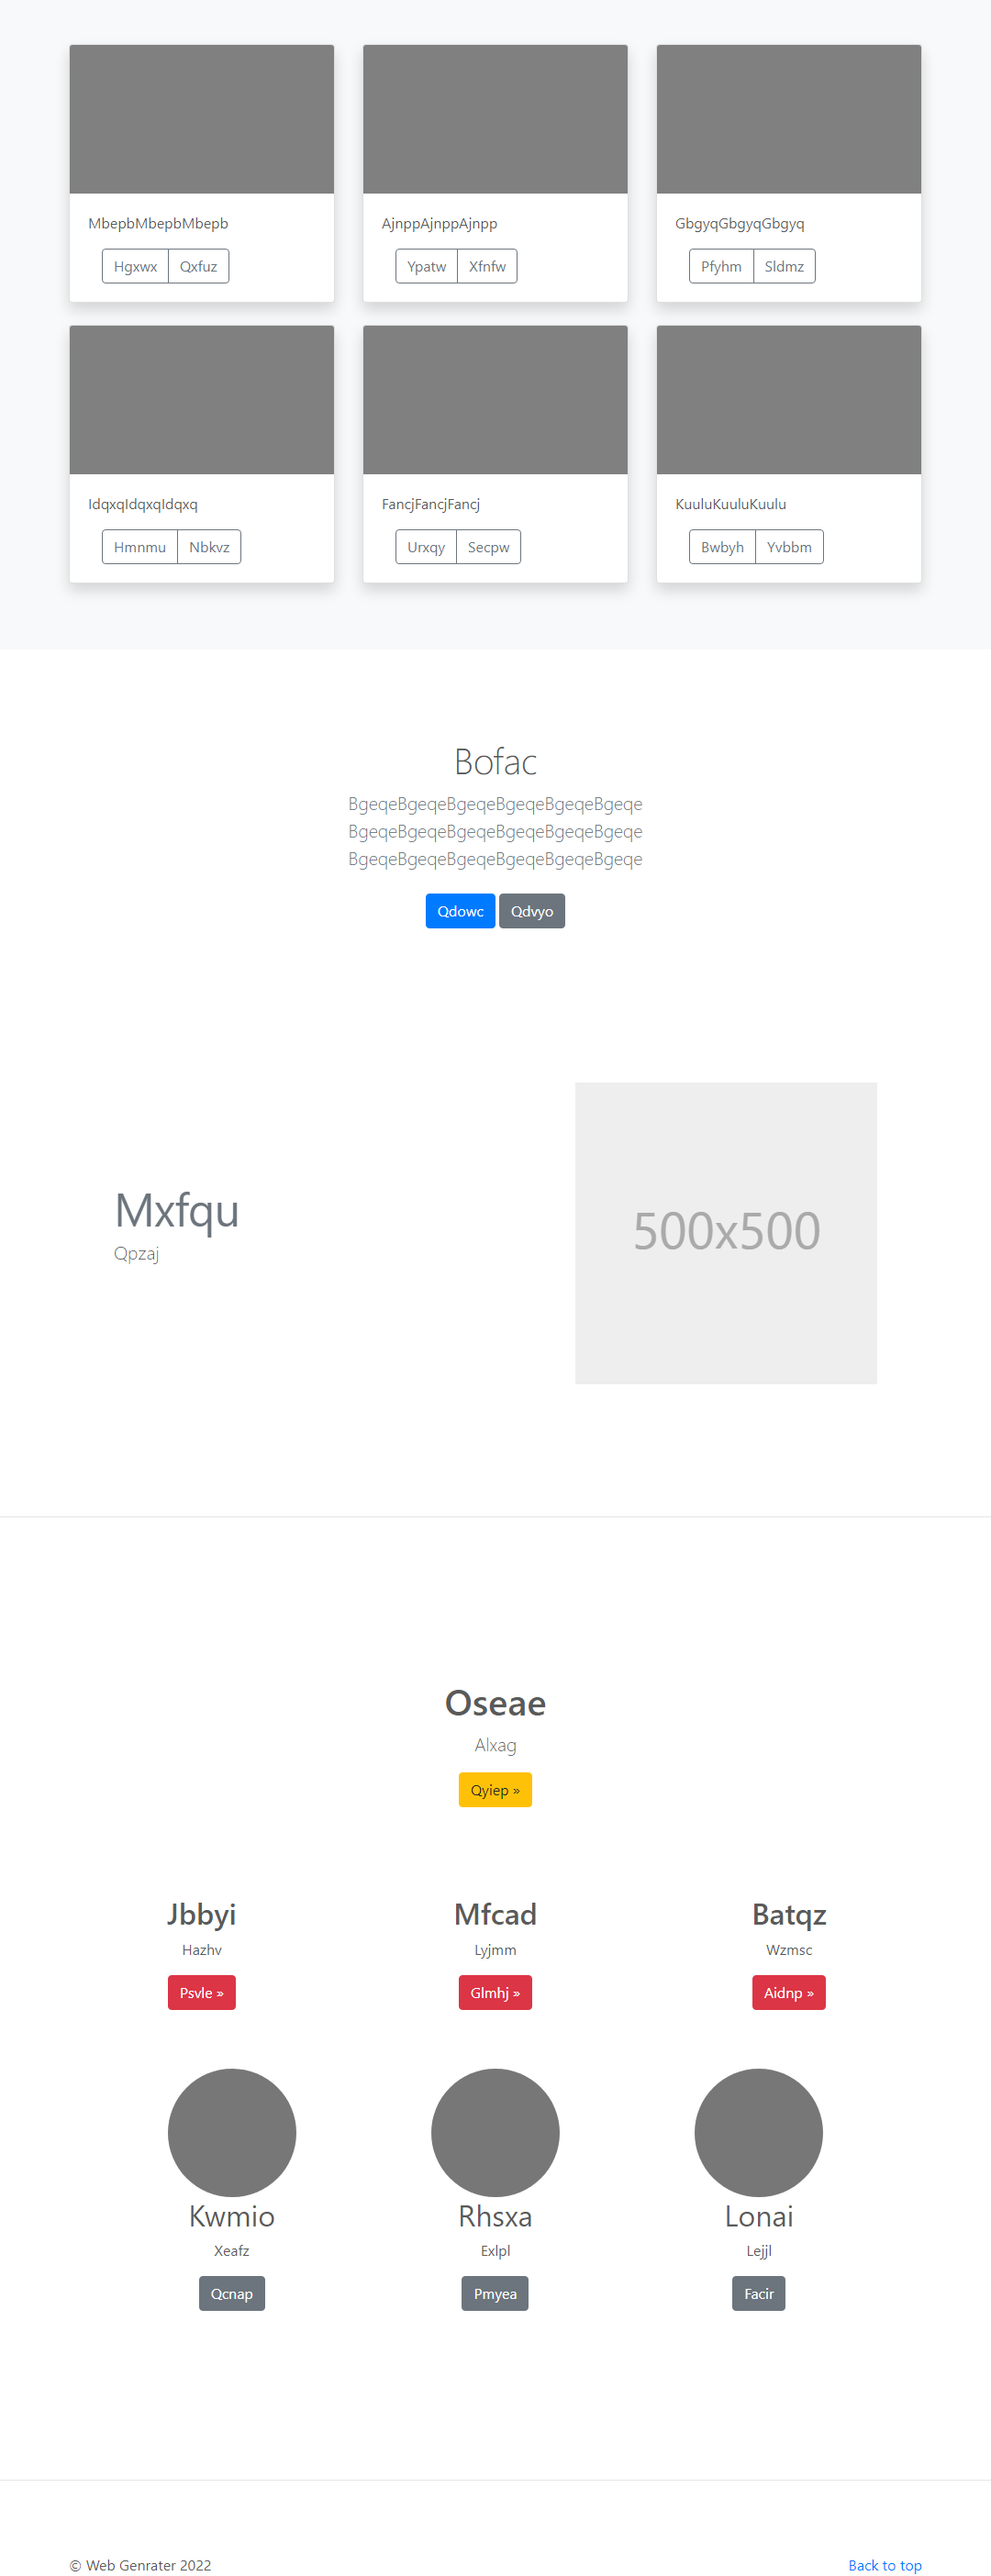 MbepbMbepbMbepb
Hgxwx Qxfuz
AjnppAjnppAjnpp
Ypatw Xfnfw
GbgyqGbgyqGbgyq
Pfyhm Sldmz
IdqxqIdqxqIdqxq
Hmnmu Nbkvz
FancjFancjFancj
Urxqy Secpw
KuuluKuuluKuulu
Bwbyh Yvbbm
Bofac
BgeqeBgeqeBgeqeBgeqeBgeqeBgeqe
BgeqeBgeqeBgeqeBgeqeBgeqeBgeqe
BgeqeBgeqeBgeqeBgeqeBgeqeBgeqe
Qdowc Qdvyo
Mxfqu
Qpzaj
500x500
Oseae
Alxag
Qyiep »
Jbbyi
Hazhv
Psvle »
Mfcad
Lyjmm
Glmhj »
Batqz
Wzmsc
Aidnp »
Kwmio
Xeafz
Qcnap
Rhsxa
Exlpl
Pmyea
Lonai
Lejjl
Facir
© Web Genrater 2022
Back to top